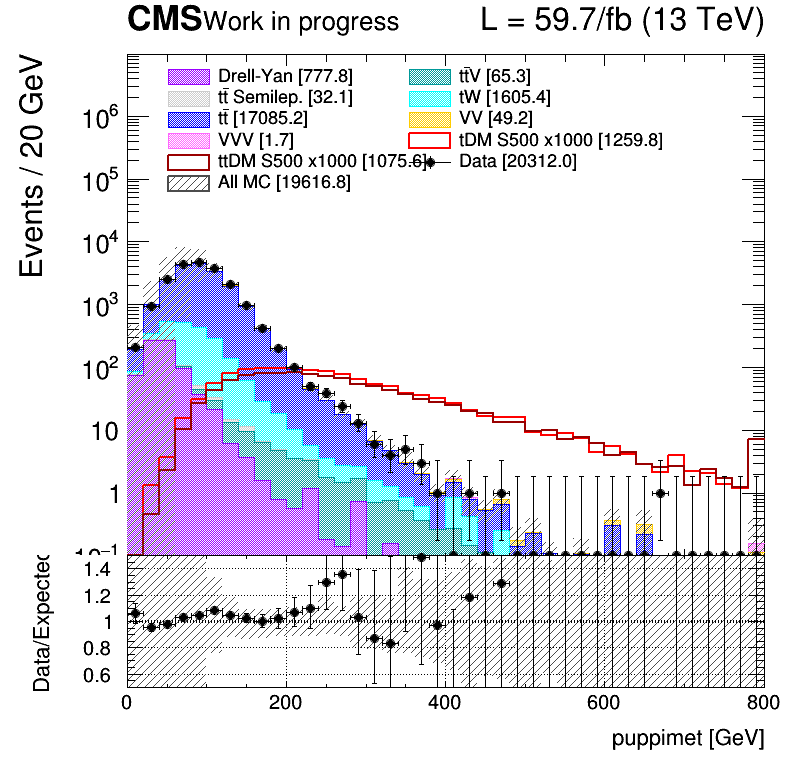 CMS Work in progress L = 59.7/fb (13 TeV)
Events / 20 GeV
Drell-Yan [777.8] tt̄V [65.3]
tt̄ Semilep. [32.1] tW [1605.4]
tt̄ [17085.2] VV [49.2]
VVV [1.7] tDM S500 x1000 [1259.8]
ttDM S500 x1000 [1075.6] Data [20312.0]
All MC [19616.8]
10⁶
10⁵
10⁴
10³
10²
10
1
10⁻¹
Data/Expected
1.4
1.2
1
0.8
0.6
0 200 400 600 800
puppimet [GeV]